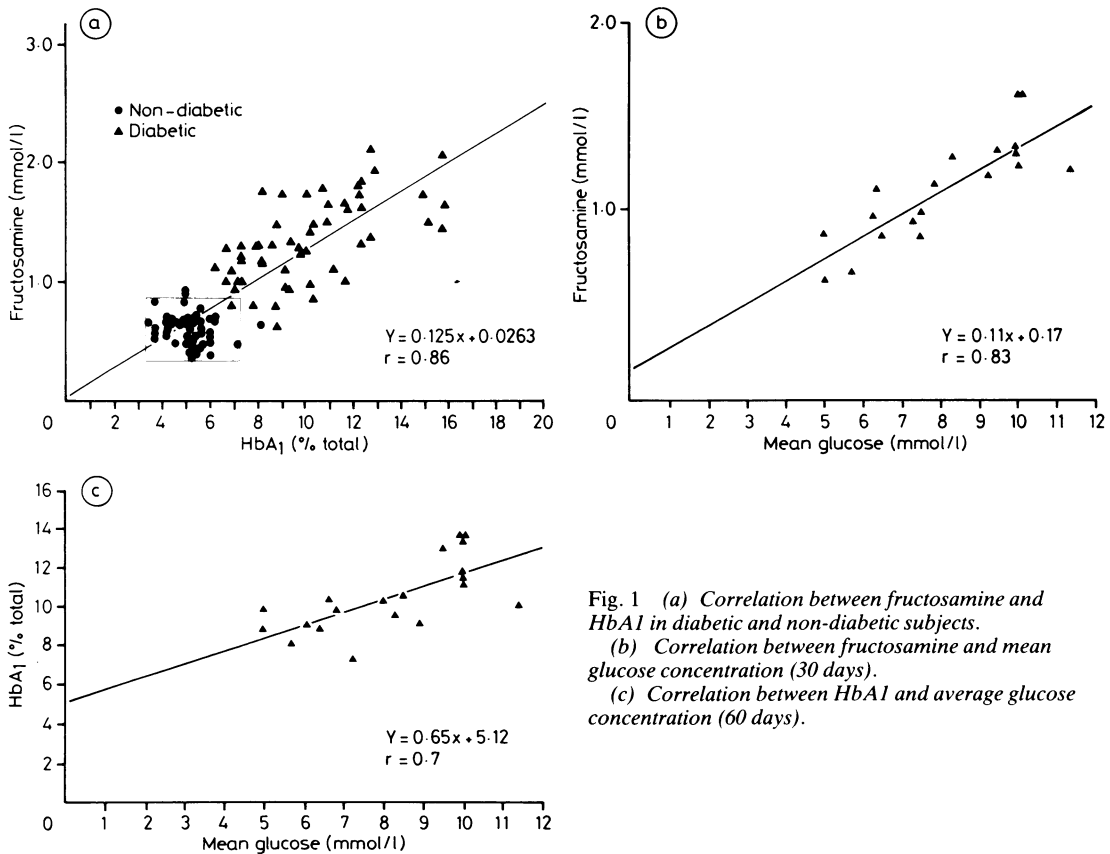 a
3·0
2·0
1·0
0
Fructosamine (mmol/l)
● Non-diabetic
▲ Diabetic
Y = 0·125x + 0·0263
r = 0·86
2 4 6 8 10 12 14 16 18 20
HbA1 (% total)
b
2·0
1·0
0
Fructosamine (mmol/l)
Y = 0·11x + 0·17
r = 0·83
1 2 3 4 5 6 7 8 9 10 11 12
Mean glucose (mmol/l)
c
16
14
12
10
8
6
4
2
0
HbA1 (% total)
Y = 0·65x + 5·12
r = 0·7
1 2 3 4 5 6 7 8 9 10 11 12
Mean glucose (mmol/l)
Fig. 1 (a) Correlation between fructosamine and
HbA1 in diabetic and non-diabetic subjects.
(b) Correlation between fructosamine and mean
glucose concentration (30 days).
(c) Correlation between HbA1 and average glucose
concentration (60 days).